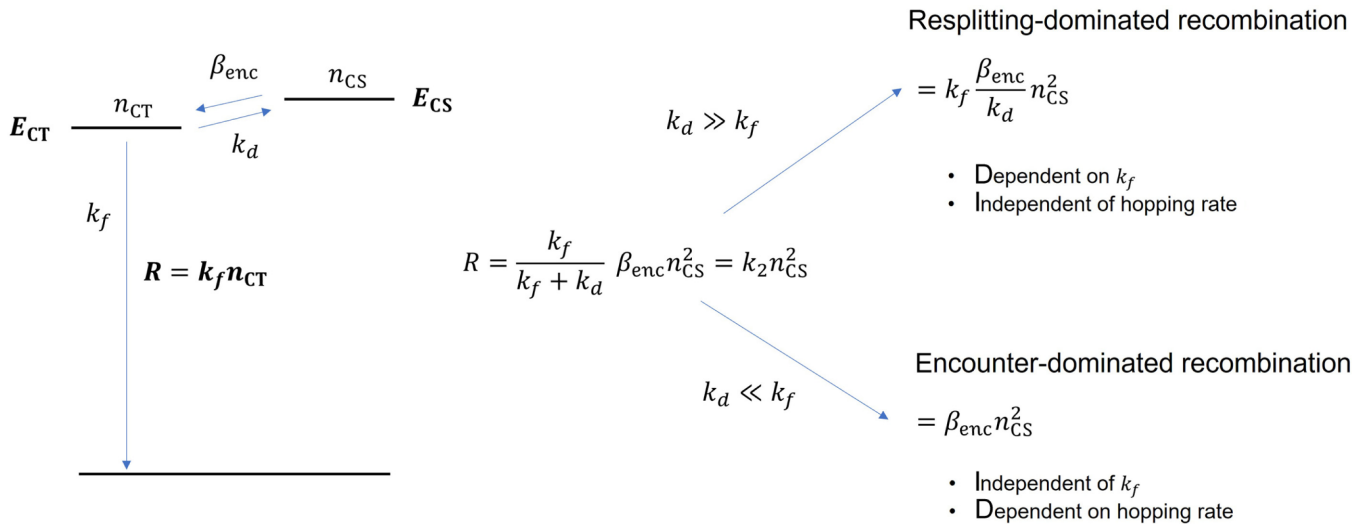 β_enc
n_CT
n_CS
E_CT
E_CS
k_d
k_f
R = k_f n_CT
R = k_f / (k_f + k_d) β_enc n_CS^2 = k_2 n_CS^2
k_d ≫ k_f
Resplitting-dominated recombination
= k_f β_enc / k_d n_CS^2
• Dependent on k_f
• Independent of hopping rate
k_d ≪ k_f
Encounter-dominated recombination
= β_enc n_CS^2
• Independent of k_f
• Dependent on hopping rate